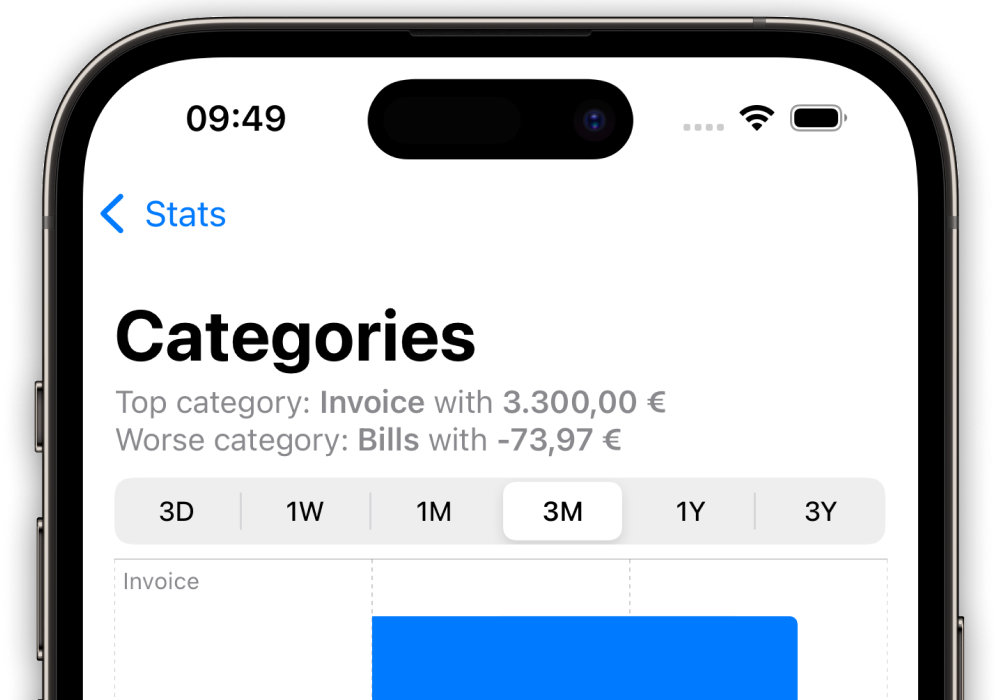 09:49
Stats
Categories
Top category: Invoice with 3.300,00 €
Worse category: Bills with -73,97 €
3D 1W 1M 3M 1Y 3Y
Invoice